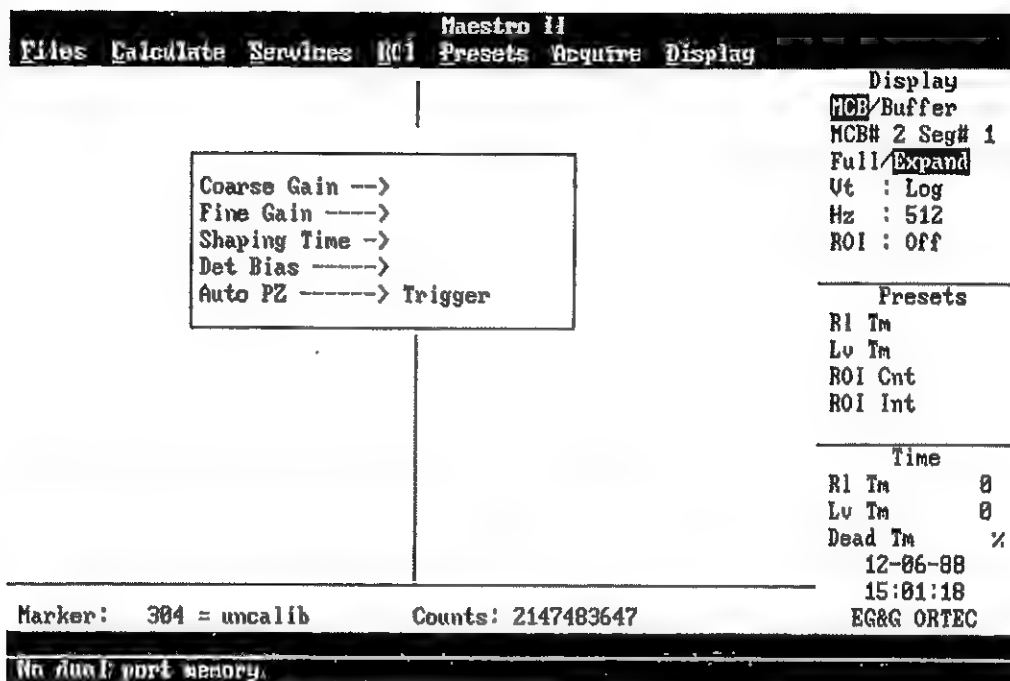 Maestro II
Files Calculate Services ROI Presets Acquire Display
Display
MCB/Buffer
MCB# 2 Seg# 1
Full/Expand
Vt : Log
Hz : 512
ROI : Off
Coarse Gain -->
Fine Gain ----->
Shaping Time ->
Det Bias ------>
Auto PZ ------> Trigger
Presets
Rl Tm
Lv Tm
ROI Cnt
ROI Int
Time
Rl Tm 0
Lv Tm 0
Dead Tm %
12-06-88
15:01:18
EG&G ORTEC
Marker: 304 = uncalib Counts: 2147483647
No dual port memory.